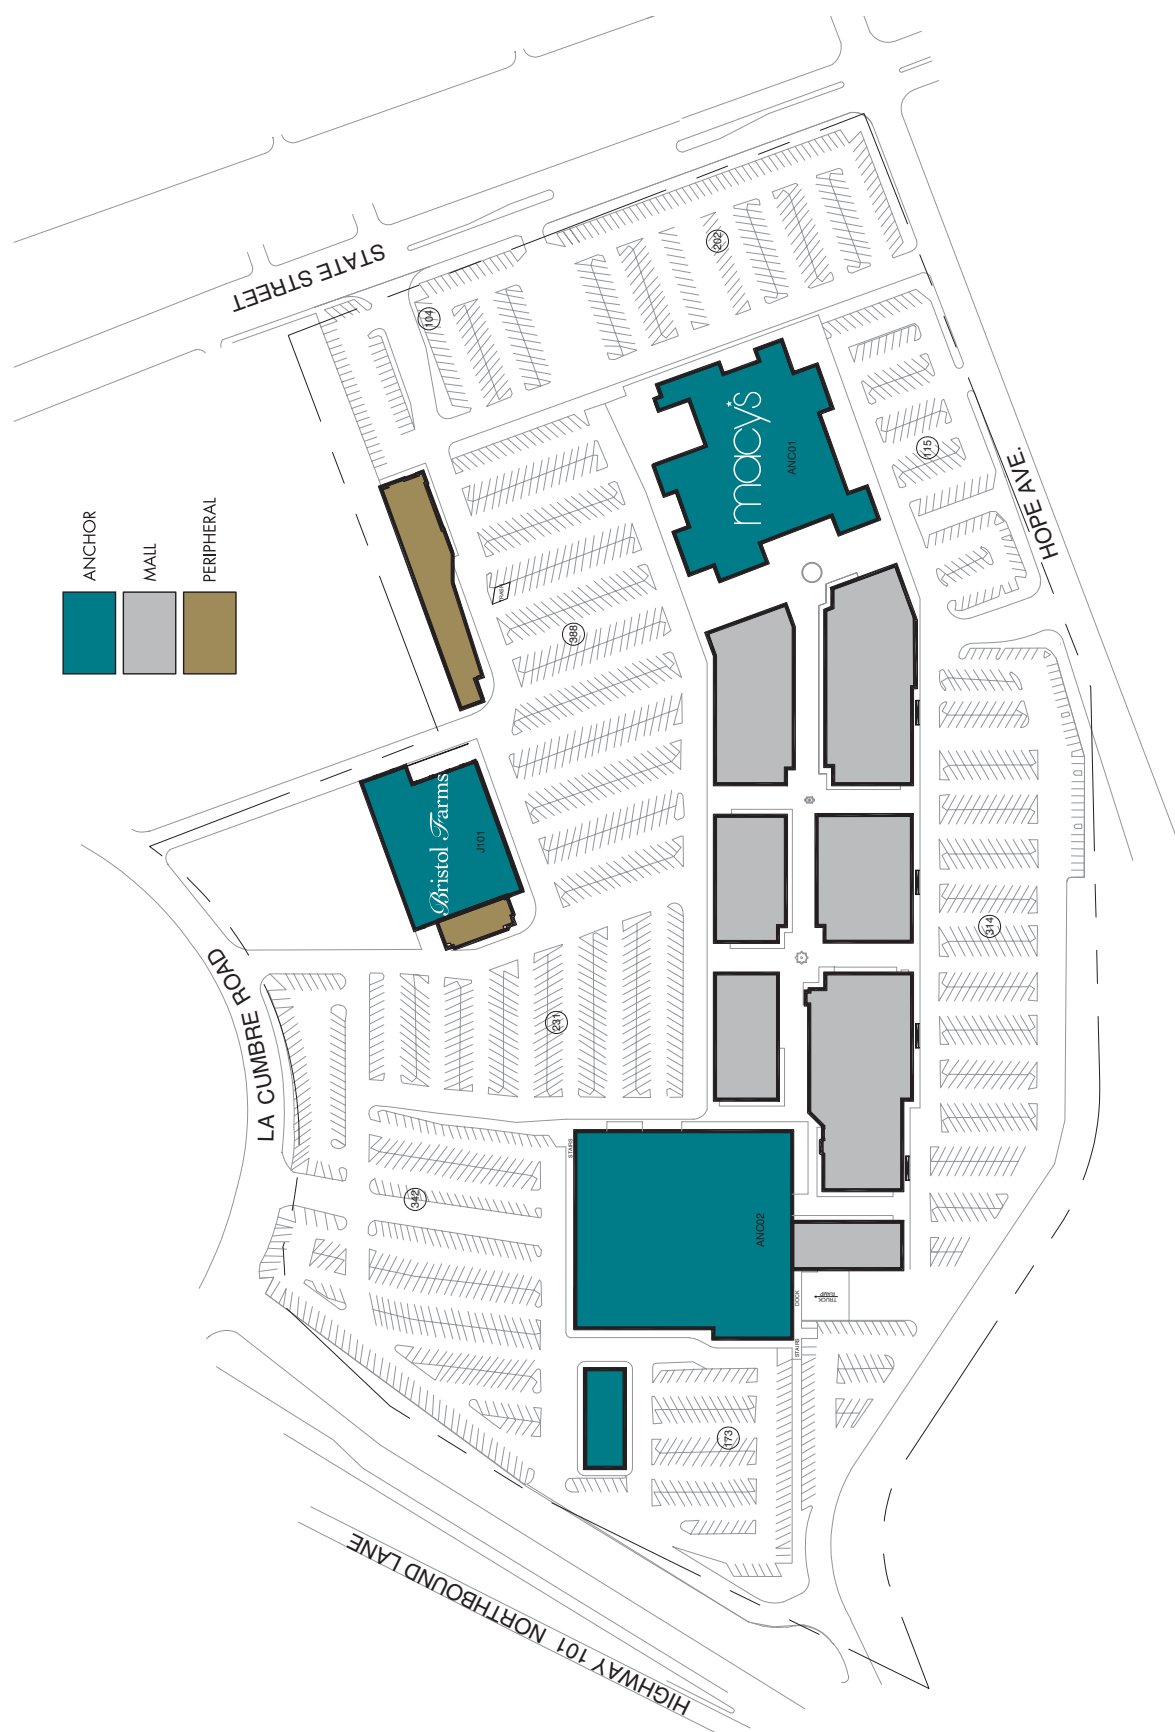 ANCHOR
MALL
PERIPHERAL
STATE STREET
HOPE AVE.
LA CUMBRE ROAD
HIGHWAY 101 NORTHBOUND LANE
macy's
ANC01
Bristol Farms
J101
ANC02
STAIRS
DOCK
TRUCK
RAMP
STAIRS
104
202
115
388
314
231
342
173